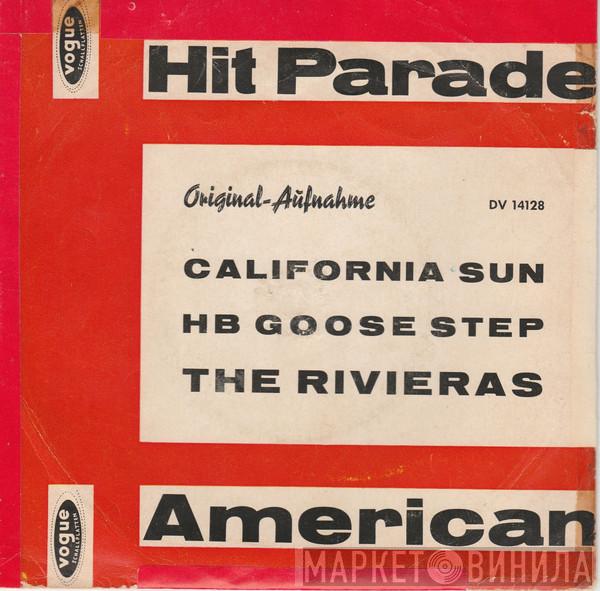 vogue
SCHALLPLATTEN
Hit Parade
Original-Aufnahme
DV 14128
CALIFORNIA SUN
HB GOOSE STEP
THE RIVIERAS
vogue
SCHALLPLATTEN
American
МАРКЕТ ВИНИЛА